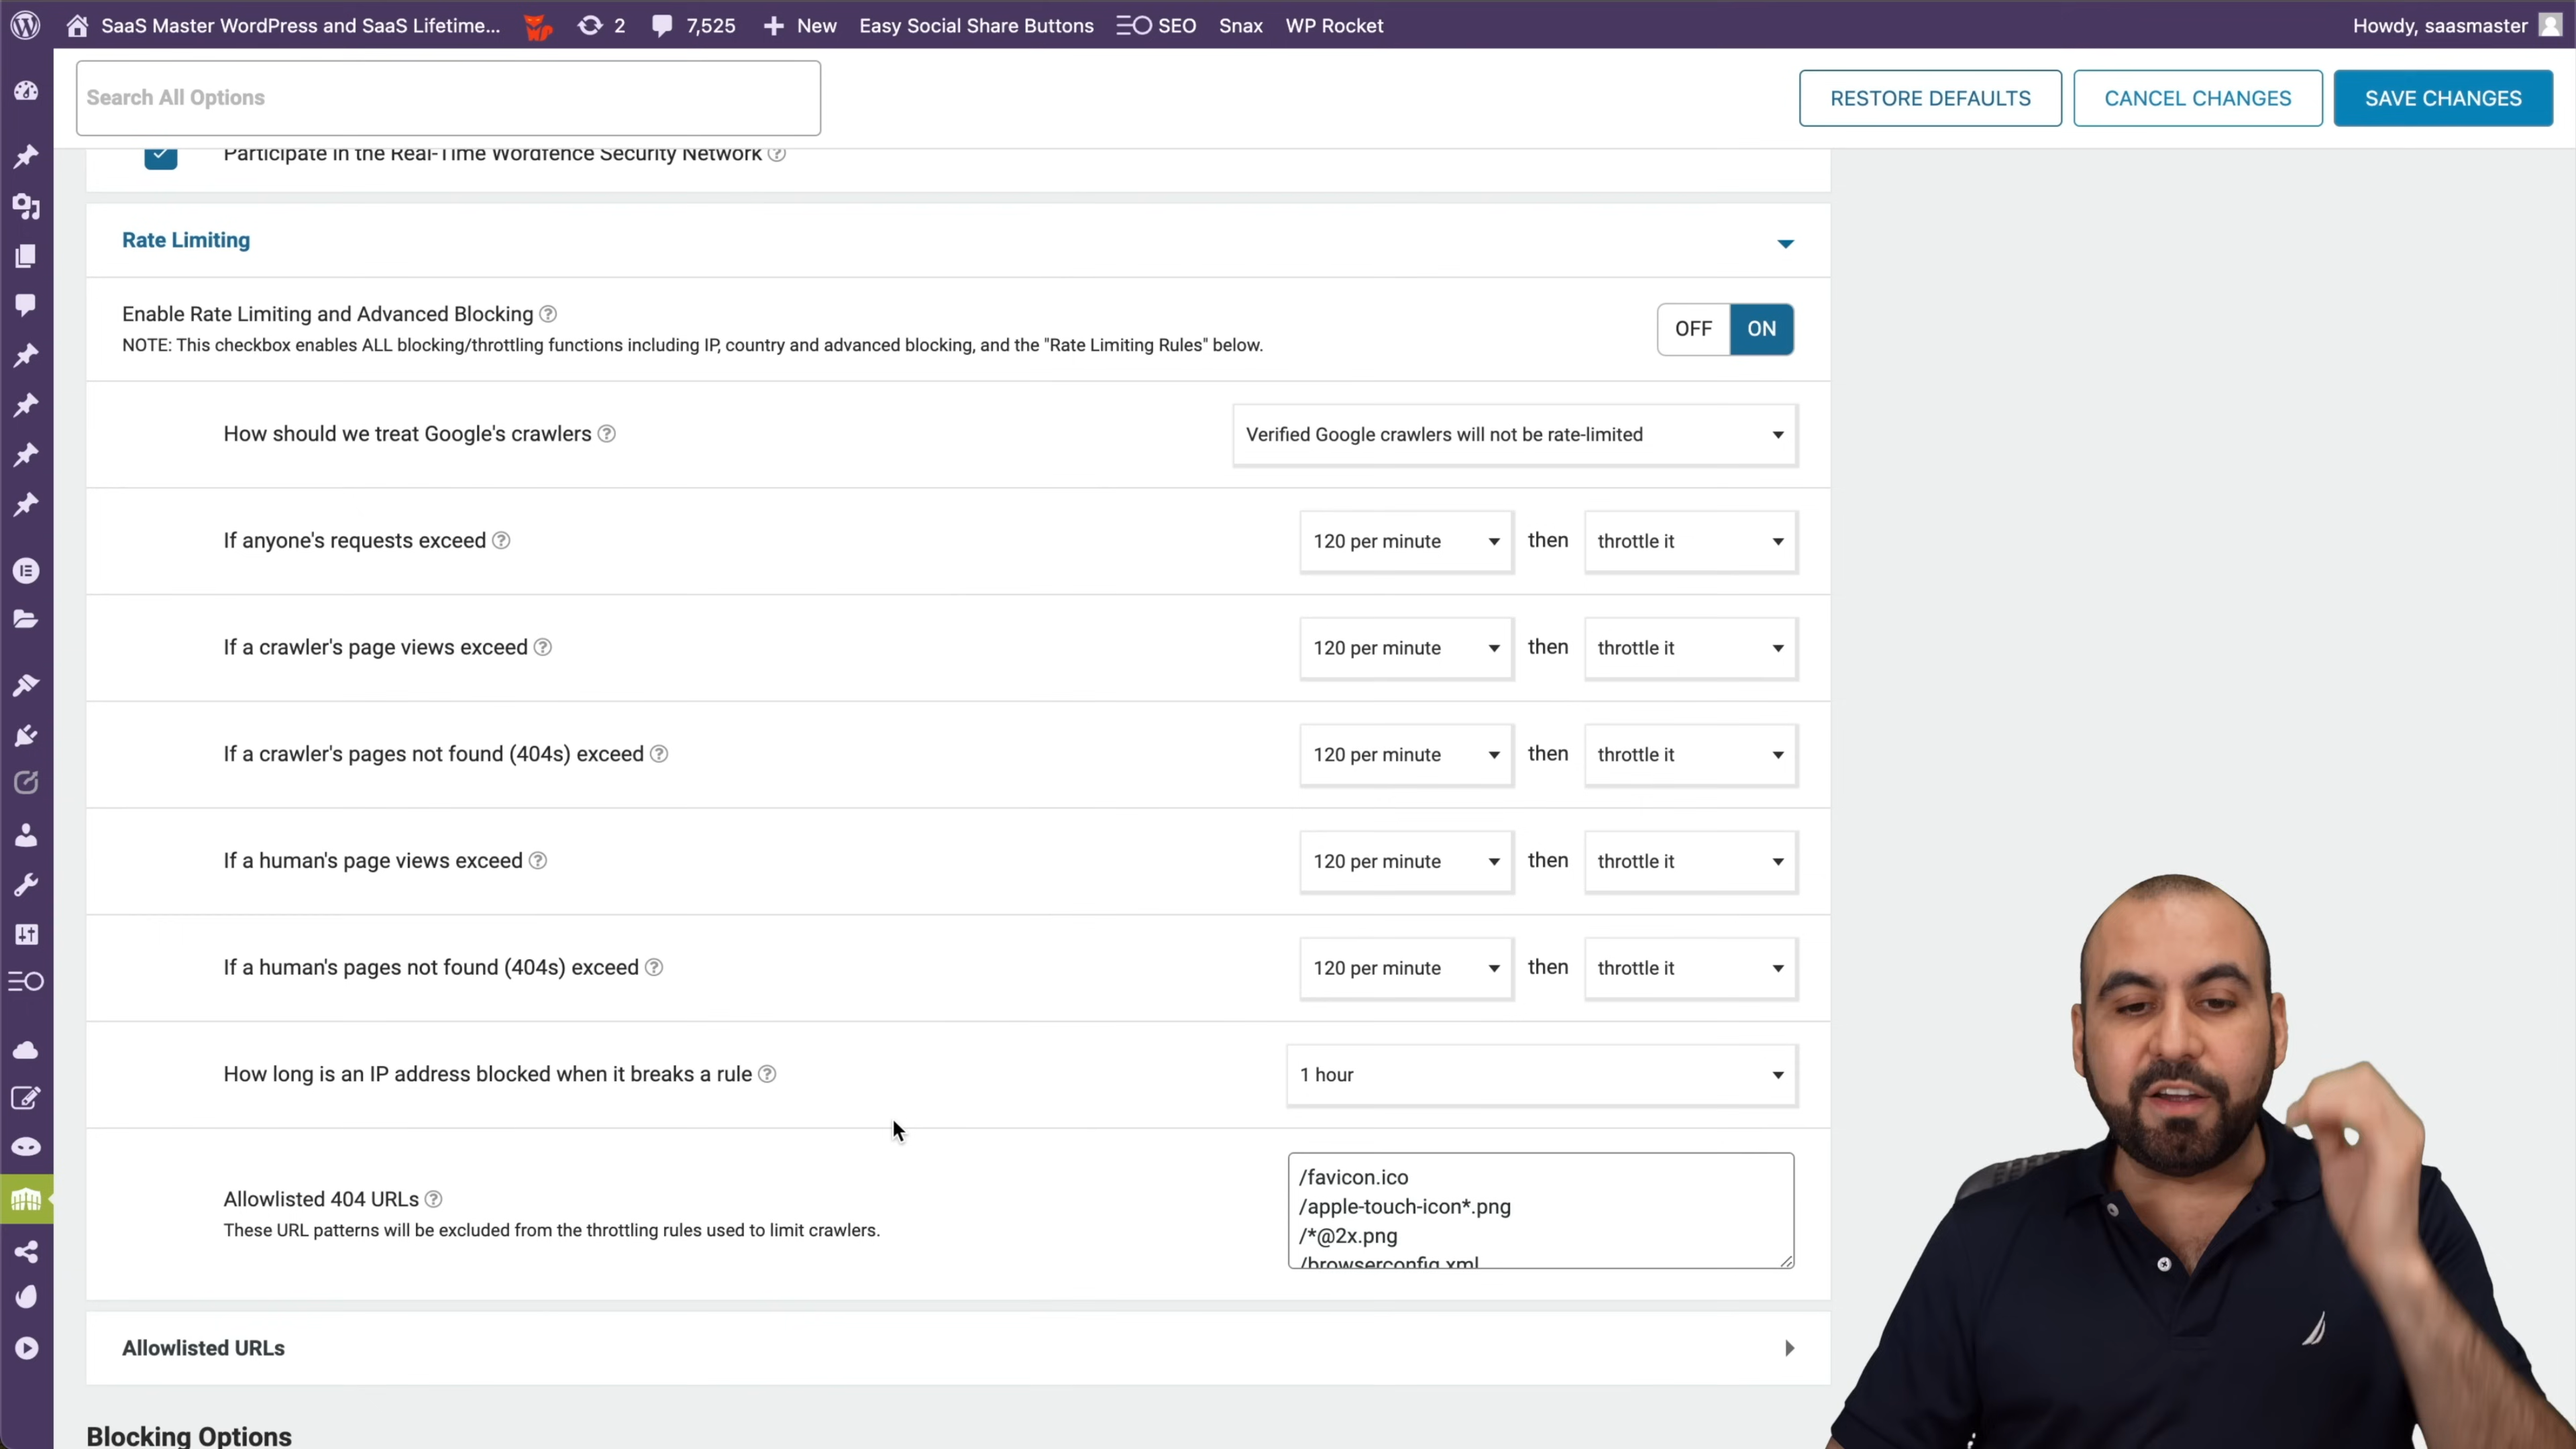 SaaS Master WordPress and SaaS Lifetime... 2 7,525 New Easy Social Share Buttons SEO Snax WP Rocket Howdy, saasmaster
Search All Options RESTORE DEFAULTS CANCEL CHANGES SAVE CHANGES
Participate in the Real-Time Wordfence Security Network
Rate Limiting
Enable Rate Limiting and Advanced Blocking
OFF ON
NOTE: This checkbox enables ALL blocking/throttling functions including IP, country and advanced blocking, and the "Rate Limiting Rules" below.
How should we treat Google's crawlers Verified Google crawlers will not be rate-limited
If anyone's requests exceed 120 per minute then throttle it
If a crawler's page views exceed 120 per minute then throttle it
If a crawler's pages not found (404s) exceed 120 per minute then throttle it
If a human's page views exceed 120 per minute then throttle it
If a human's pages not found (404s) exceed 120 per minute then throttle it
How long is an IP address blocked when it breaks a rule 1 hour
Allowlisted 404 URLs
These URL patterns will be excluded from the throttling rules used to limit crawlers.
/favicon.ico
/apple-touch-icon*.png
/*@2x.png
/browserconfig.xml
Allowlisted URLs
Blocking Options